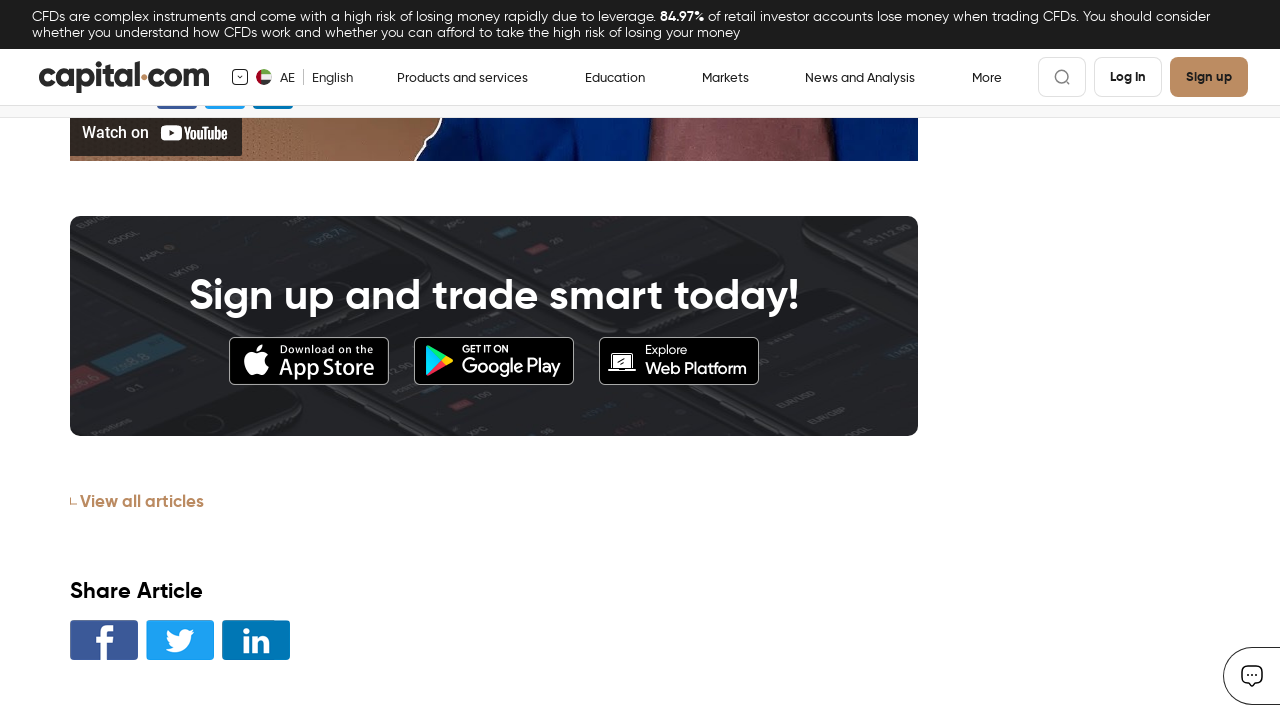 CFDs are complex instruments and come with a high risk of losing money rapidly due to leverage. 84.97% of retail investor accounts lose money when trading CFDs. You should consider
whether you understand how CFDs work and whether you can afford to take the high risk of losing your money
capital.com
AE English Products and services Education Markets News and Analysis More Log In Sign up
Watch on YouTube
Sign up and trade smart today!
Download on the
App Store
GET IT ON
Google Play
Explore
Web Platform
View all articles
Share Article